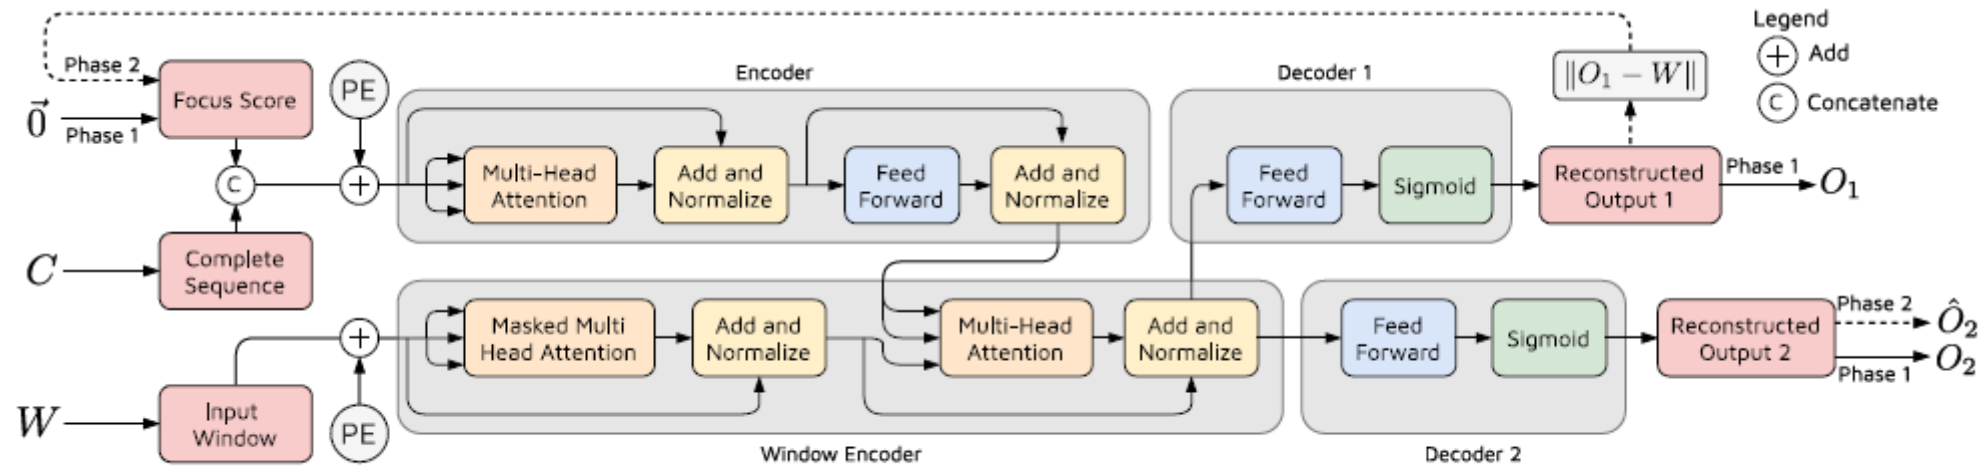 Legend
+ Add
C Concatenate
Phase 2
Focus Score
PE
Encoder
Decoder 1
‖O₁ − W‖
0⃗
Phase 1
C
+
Multi-Head
Attention
Add and
Normalize
Feed
Forward
Add and
Normalize
Feed
Forward
Sigmoid
Reconstructed
Output 1
Phase 1
O₁
C
Complete
Sequence
+
Masked Multi
Head Attention
Add and
Normalize
Multi-Head
Attention
Add and
Normalize
Feed
Forward
Sigmoid
Reconstructed
Output 2
Phase 2
Ô₂
O₂
Phase 1
W
Input
Window
PE
Window Encoder
Decoder 2